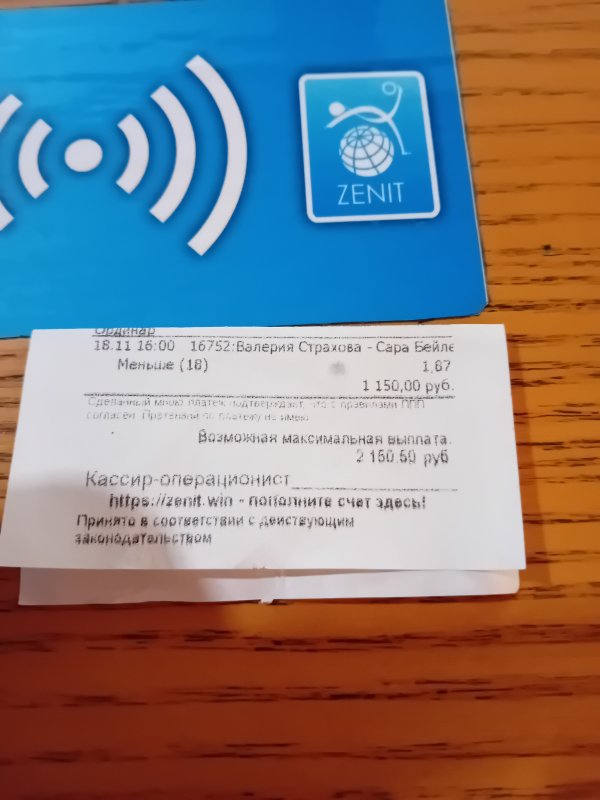 ZENIT
Ординар
18.11 16:00 16752:Валерия Страхова - Сара Бейле
Меньше (18) 1,87
1 150,00 руб.
Сделанный мною платеж подтверждает, что с правилами ППП
согласен. Претензий по платежу не имею
Возможная максимальная выплата:
2 150.50 руб
Кассир-операционист
https://zenit.win - пополните счет здесь!
Принято в соответствии с действующим
законодательством